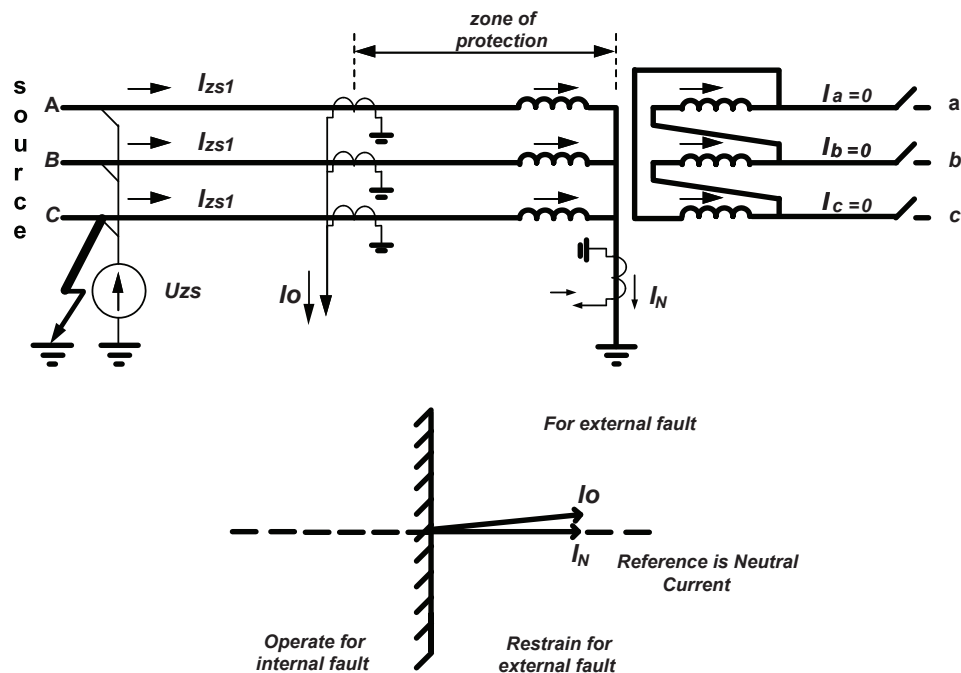 zone of
protection
source
A
Izs1
Ia=0
a
B
Izs1
Ib=0
b
C
Izs1
Ic=0
c
Uzs
Io
IN
For external fault
Io
IN
Reference is Neutral
Current
Operate for
internal fault
Restrain for
external fault